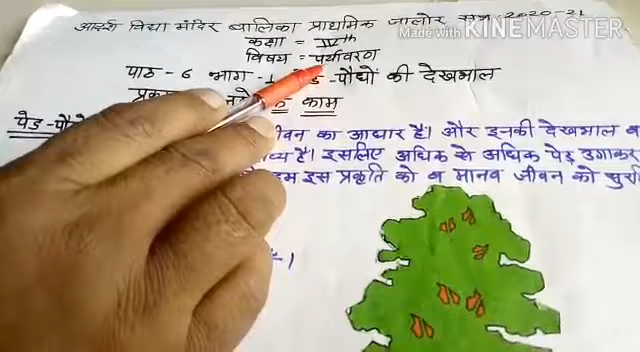 आदर्श विद्या मंदिर बालिका प्राथमिक जालोर सत्र -2020-21
कक्षा = IVth
विषय = पर्यावरण
पाठ - 6 भाग - 1 पेड़ -पौधों की देखभाल
काम
पेड़-पौधे
जीवन का आधार है। और इनकी देखभाल
है। इसलिए अधिक से अधिक पेड़ उगाकर
हम इस प्रकृति को व मानव जीवन को
Made with
KINEMASTER